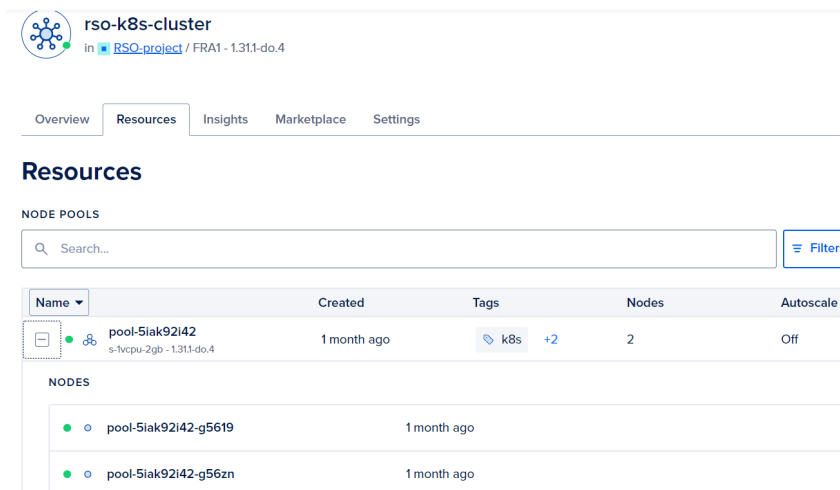 rso-k8s-cluster
in RSO-project / FRA1 - 1.31.1-do.4
Overview Resources Insights Marketplace Settings
Resources
NODE POOLS
Search... Filter
Name Created Tags Nodes Autoscale
pool-5iak92i42 1 month ago k8s +2 2 Off
s-1vcpu-2gb - 1.31.1-do.4
NODES
pool-5iak92i42-g5619 1 month ago
pool-5iak92i42-g56zn 1 month ago